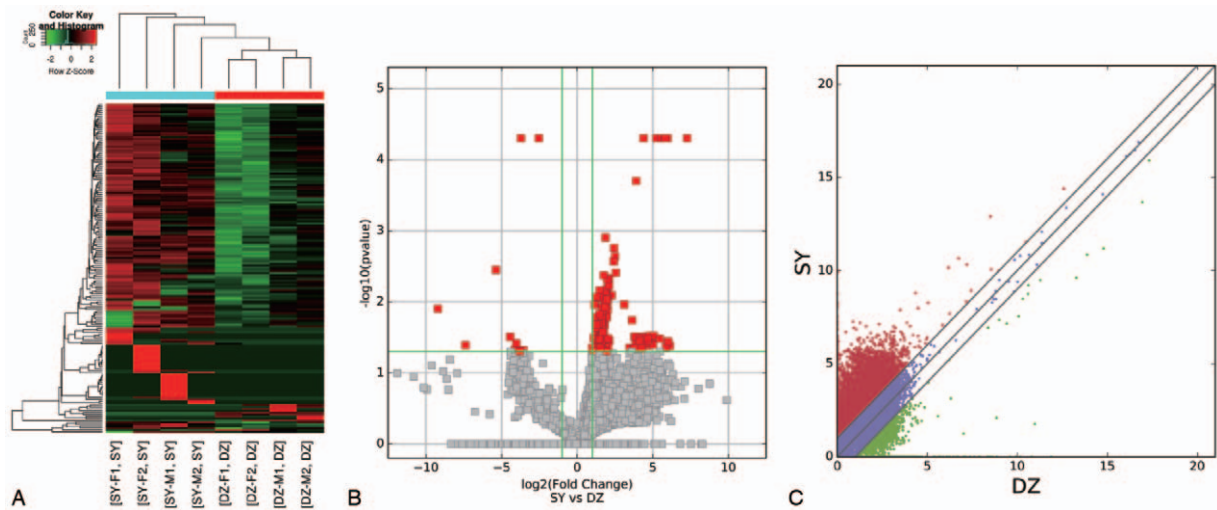 Color Key
and Histogram
Count
0 250
-2 0 2
Row Z-Score
[SY-F1, SY]
[SY-F2, SY]
[SY-M1, SY]
[SY-M2, SY]
[DZ-F1, DZ]
[DZ-F2, DZ]
[DZ-M1, DZ]
[DZ-M2, DZ]
A
5
4
3
2
1
0
-log10(pvalue)
−10 −5 0 5 10
log2(Fold Change)
SY vs DZ
B
20
15
10
5
0
SY
0 5 10 15 20
DZ
C